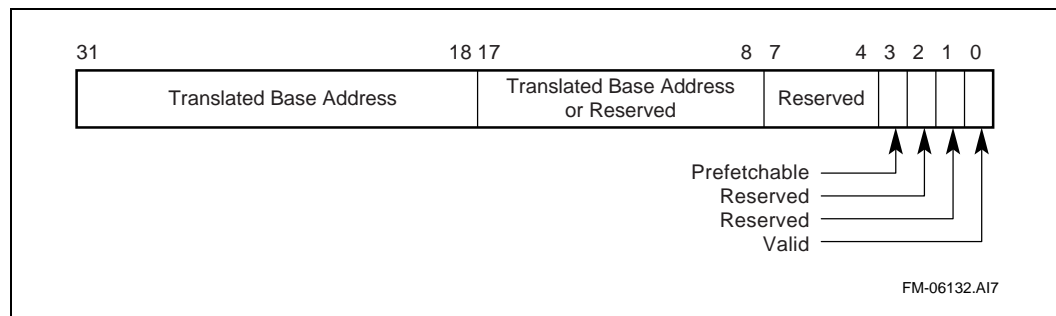 31 18 17 8 7 4 3 2 1 0
Translated Base Address
Translated Base Address
or Reserved
Reserved
Prefetchable
Reserved
Reserved
Valid
FM-06132.AI7